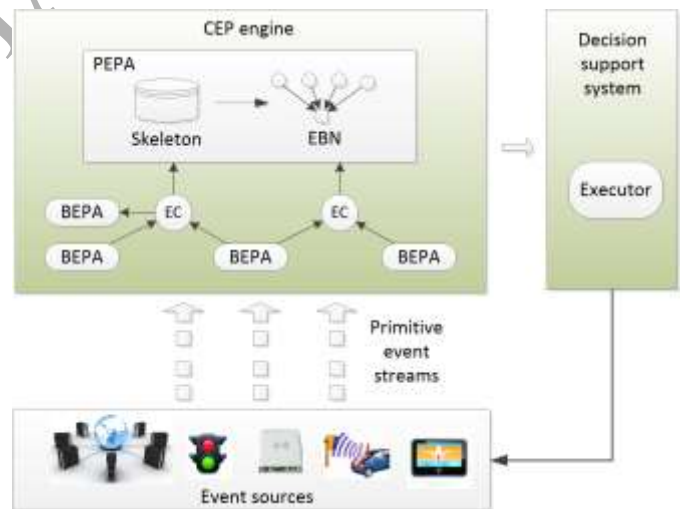 CEP engine
PEPA
Skeleton
EBN
BEPA
EC
EC
BEPA
BEPA
BEPA
Decision
support
system
Executor
Primitive
event
streams
Event sources